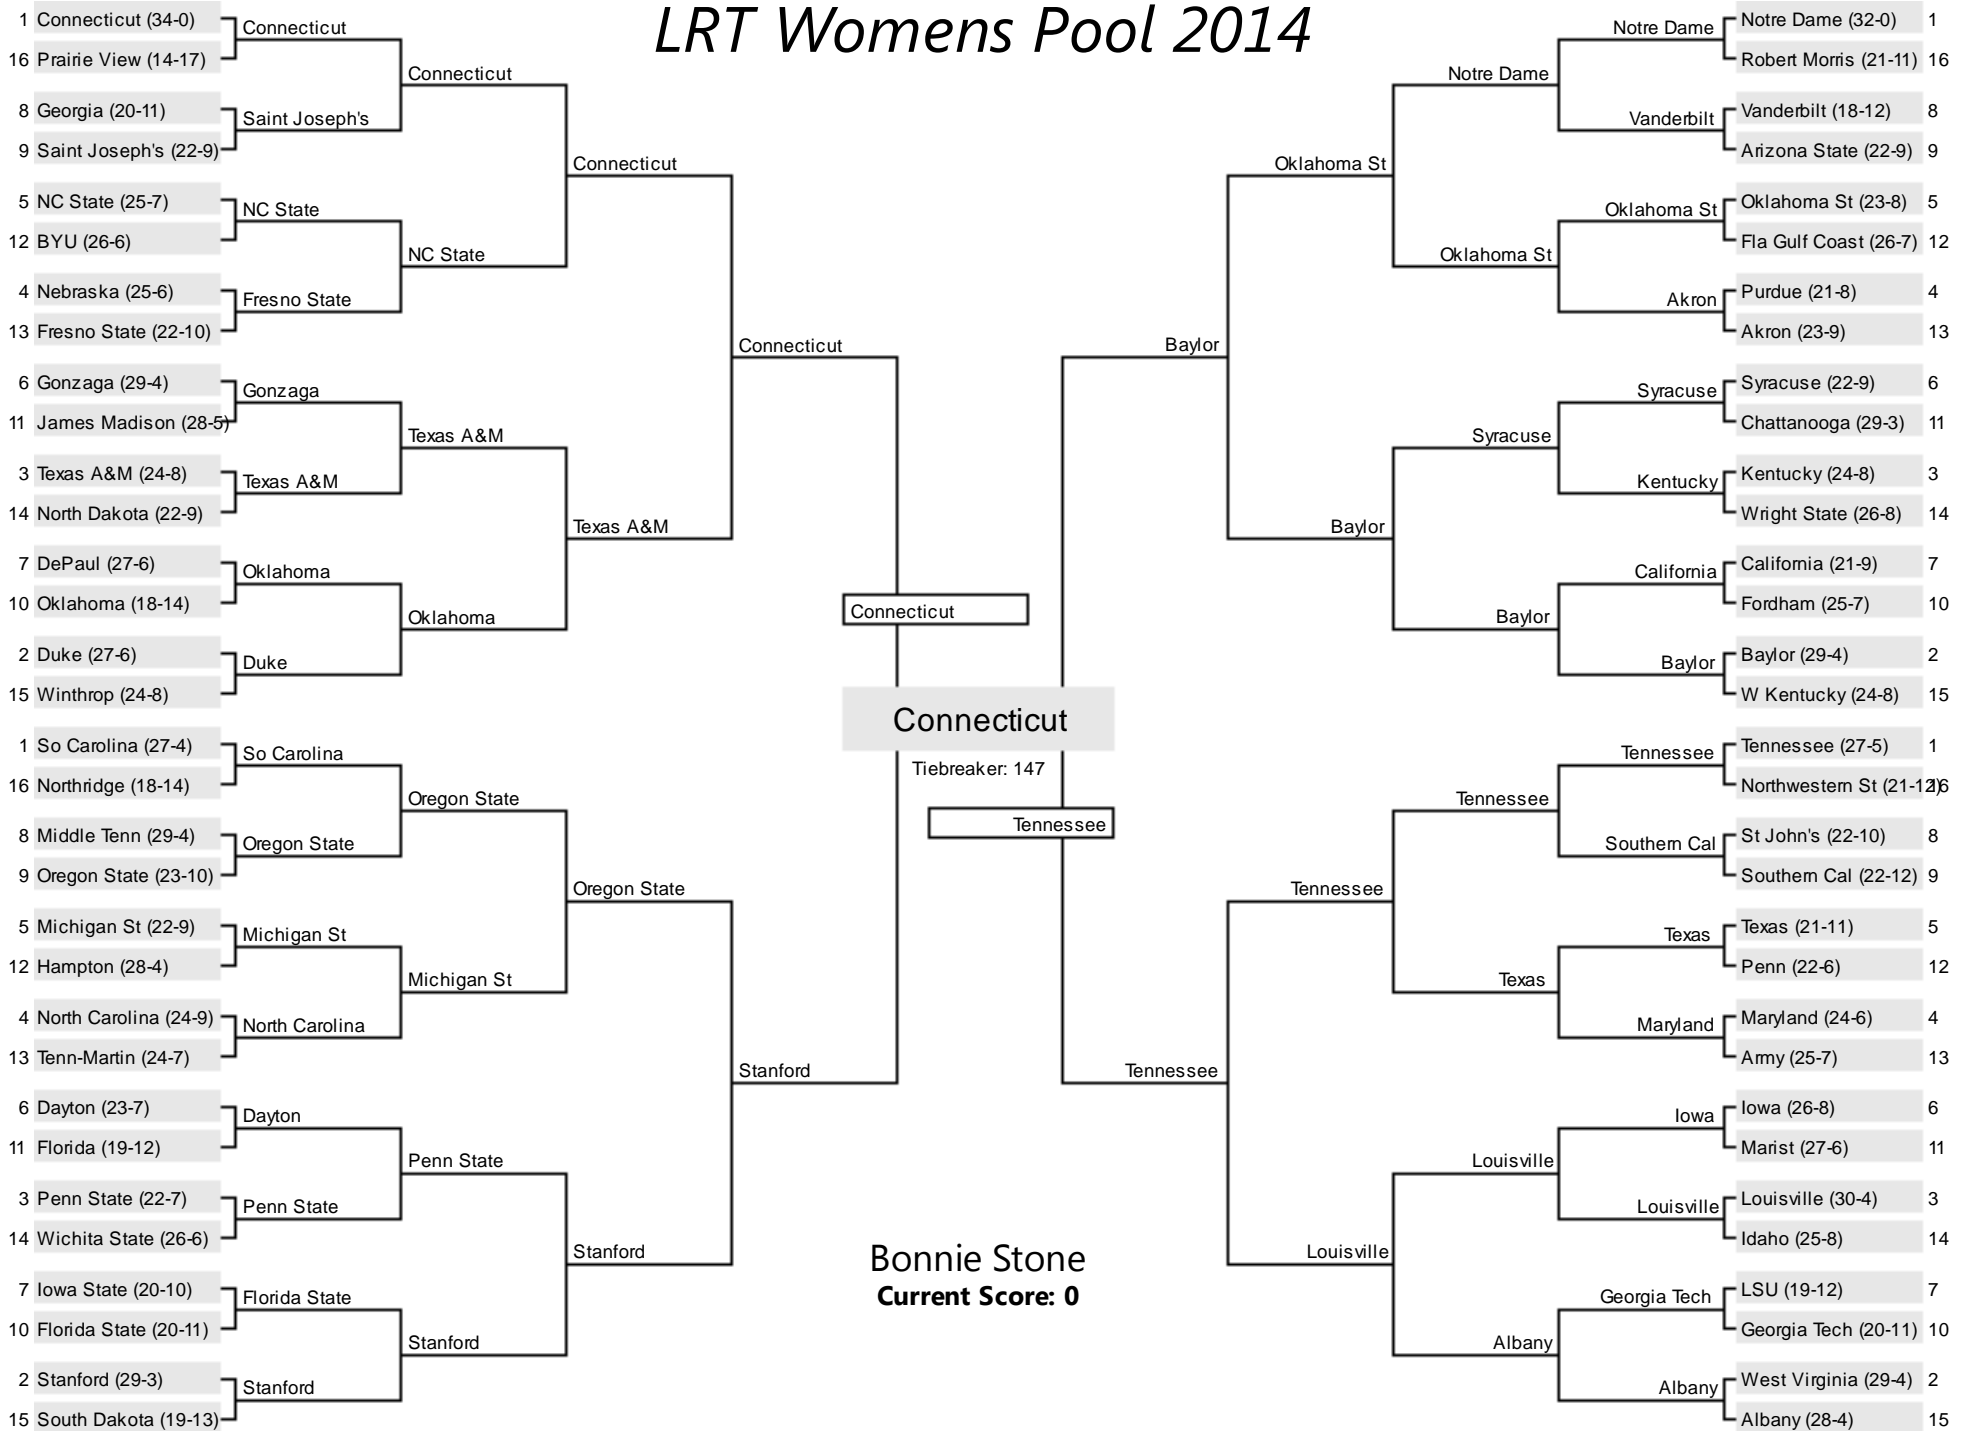 LRT Womens Pool 2014
1 Connecticut (34-0)
16 Prairie View (14-17)
8 Georgia (20-11)
9 Saint Joseph's (22-9)
5 NC State (25-7)
12 BYU (26-6)
4 Nebraska (25-6)
13 Fresno State (22-10)
6 Gonzaga (29-4)
11 James Madison (28-5)
3 Texas A&M (24-8)
14 North Dakota (22-9)
7 DePaul (27-6)
10 Oklahoma (18-14)
2 Duke (27-6)
15 Winthrop (24-8)
1 So Carolina (27-4)
16 Northridge (18-14)
8 Middle Tenn (29-4)
9 Oregon State (23-10)
5 Michigan St (22-9)
12 Hampton (28-4)
4 North Carolina (24-9)
13 Tenn-Martin (24-7)
6 Dayton (23-7)
11 Florida (19-12)
3 Penn State (22-7)
14 Wichita State (26-6)
7 Iowa State (20-10)
10 Florida State (20-11)
2 Stanford (29-3)
15 South Dakota (19-13)
Connecticut
Saint Joseph's
NC State
Fresno State
Gonzaga
Texas A&M
Oklahoma
Duke
So Carolina
Oregon State
Michigan St
North Carolina
Dayton
Penn State
Florida State
Stanford
Connecticut
NC State
Texas A&M
Oklahoma
Oregon State
Michigan St
Penn State
Stanford
Connecticut
Texas A&M
Oregon State
Stanford
Connecticut
Stanford
Connecticut
Connecticut
Tiebreaker: 147
Tennessee
Bonnie Stone
Current Score: 0
Baylor
Tennessee
Oklahoma St
Baylor
Tennessee
Louisville
Notre Dame
Oklahoma St
Syracuse
Baylor
Tennessee
Texas
Louisville
Albany
Notre Dame
Vanderbilt
Oklahoma St
Akron
Syracuse
Kentucky
California
Baylor
Tennessee
Southern Cal
Texas
Maryland
Iowa
Louisville
Georgia Tech
Albany
Notre Dame (32-0) 1
Robert Morris (21-11) 16
Vanderbilt (18-12) 8
Arizona State (22-9) 9
Oklahoma St (23-8) 5
Fla Gulf Coast (26-7) 12
Purdue (21-8) 4
Akron (23-9) 13
Syracuse (22-9) 6
Chattanooga (29-3) 11
Kentucky (24-8) 3
Wright State (26-8) 14
California (21-9) 7
Fordham (25-7) 10
Baylor (29-4) 2
W Kentucky (24-8) 15
Tennessee (27-5) 1
Northwestern St (21-12) 16
St John's (22-10) 8
Southern Cal (22-12) 9
Texas (21-11) 5
Penn (22-6) 12
Maryland (24-6) 4
Army (25-7) 13
Iowa (26-8) 6
Marist (27-6) 11
Louisville (30-4) 3
Idaho (25-8) 14
LSU (19-12) 7
Georgia Tech (20-11) 10
West Virginia (29-4) 2
Albany (28-4) 15